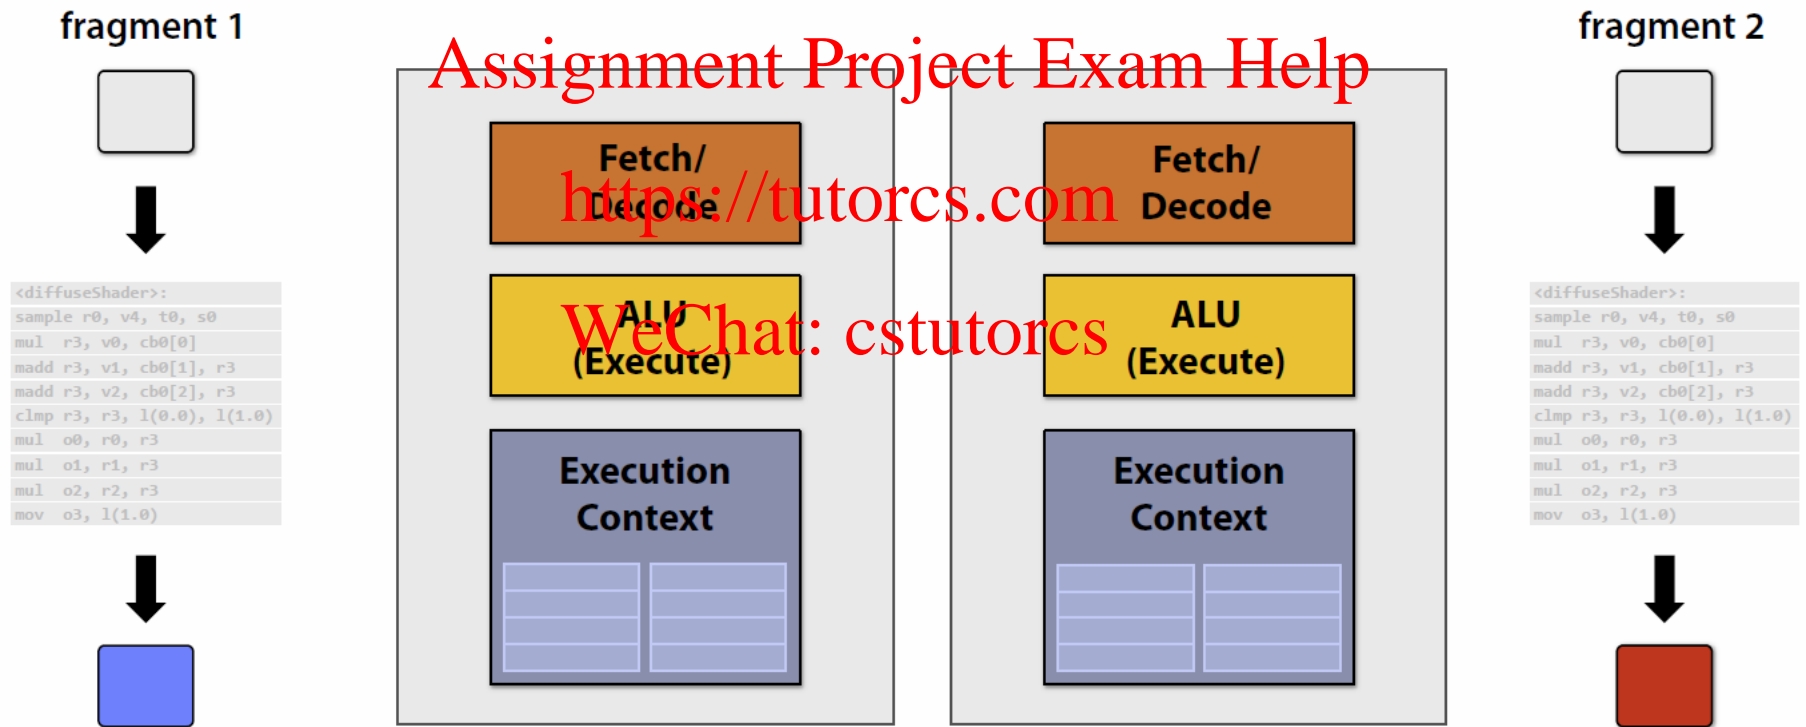 fragment 1
fragment 2
Assignment Project Exam Help
Fetch/
Decode
Fetch/
Decode
https://tutorcs.com
ALU
(Execute)
ALU
(Execute)
WeChat: cstutorcs
Execution
Context
Execution
Context
<diffuseShader>:
sample r0, v4, t0, s0
mul r3, v0, cb0[0]
madd r3, v1, cb0[1], r3
madd r3, v2, cb0[2], r3
clmp r3, r3, l(0.0), l(1.0)
mul o0, r0, r3
mul o1, r1, r3
mul o2, r2, r3
mov o3, l(1.0)
<diffuseShader>:
sample r0, v4, t0, s0
mul r3, v0, cb0[0]
madd r3, v1, cb0[1], r3
madd r3, v2, cb0[2], r3
clmp r3, r3, l(0.0), l(1.0)
mul o0, r0, r3
mul o1, r1, r3
mul o2, r2, r3
mov o3, l(1.0)